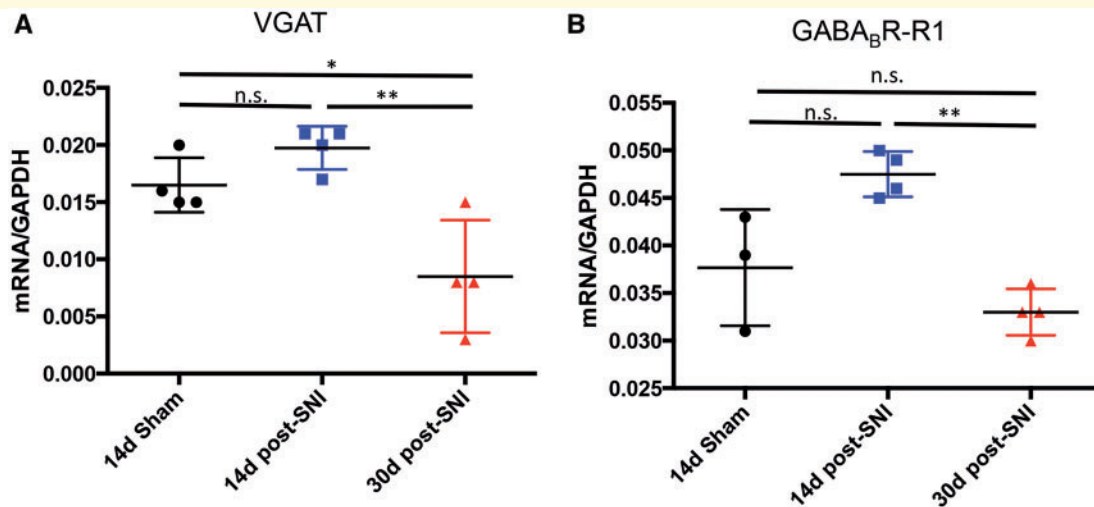 A
VGAT
*
n.s.
**
0.025
0.020
0.015
0.010
0.005
0.000
mRNA/GAPDH
14d Sham
14d post-SNI
30d post-SNI
B
GABA_BR-R1
n.s.
n.s.
**
0.055
0.050
0.045
0.040
0.035
0.030
0.025
mRNA/GAPDH
14d Sham
14d post-SNI
30d post-SNI